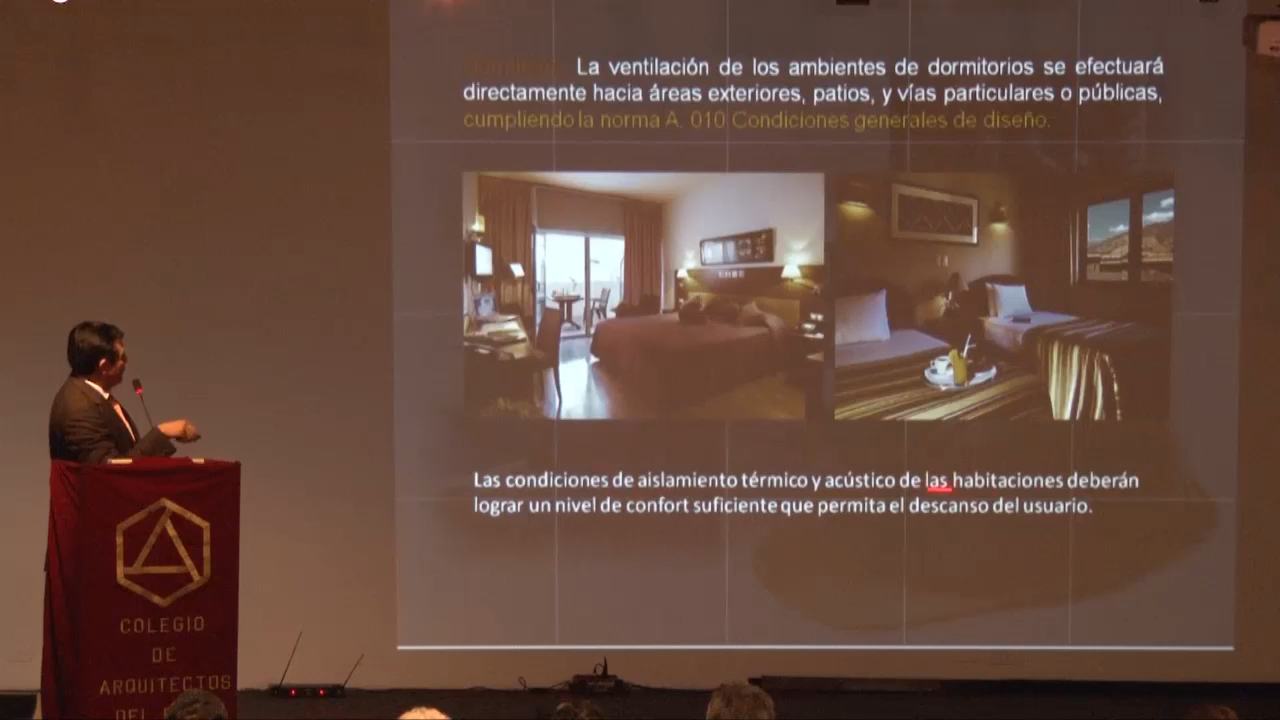 La ventilación de los ambientes de dormitorios se efectuará
directamente hacia áreas exteriores, patios, y vías particulares o públicas,
cumpliendo la norma A. 010 Condiciones generales de diseño.
Las condiciones de aislamiento térmico y acústico de las habitaciones deberán
lograr un nivel de confort suficiente que permita el descanso del usuario.
COLEGIO
DE
ARQUITECTOS
DEL